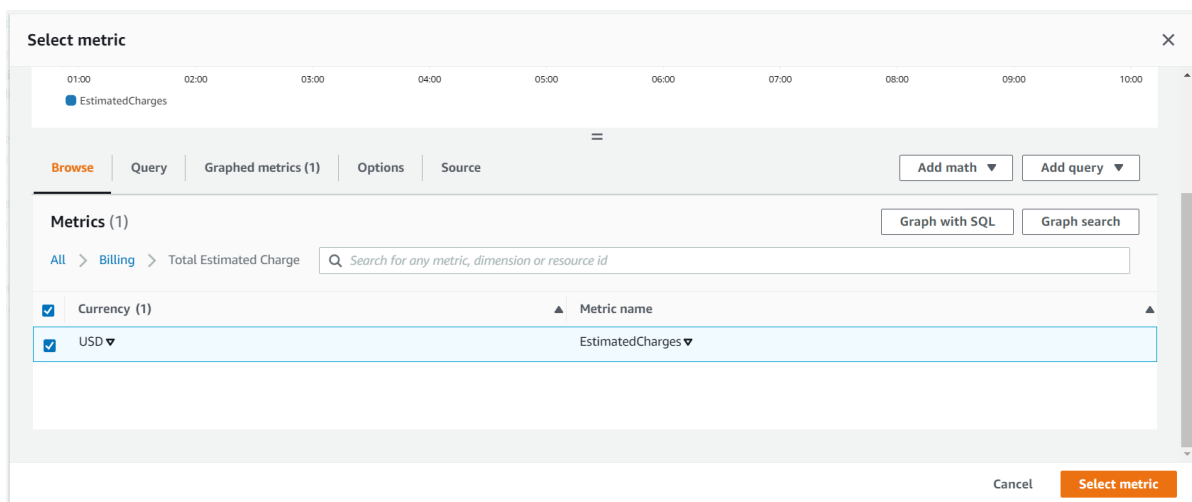 Select metric
01:00 02:00 03:00 04:00 05:00 06:00 07:00 08:00 09:00 10:00
EstimatedCharges
Browse Query Graphed metrics (1) Options Source Add math Add query
Metrics (1) Graph with SQL Graph search
All > Billing > Total Estimated Charge Search for any metric, dimension or resource id
Currency (1) Metric name
USD EstimatedCharges
Cancel Select metric